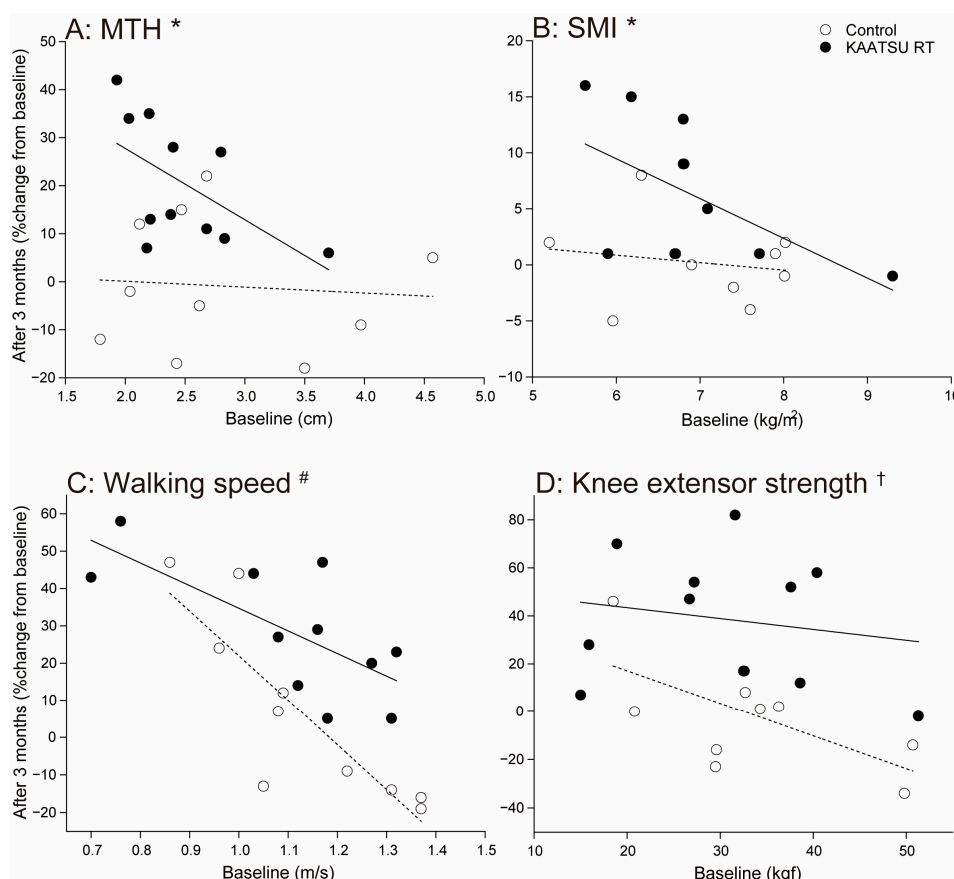 A: MTH *
B: SMI *
Control
KAATSU RT
After 3 months (%change from baseline)
50
40
30
20
10
0
−10
−20
1.5 2.0 2.5 3.0 3.5 4.0 4.5 5.0
Baseline (cm)
20
15
10
5
0
−5
−10
5 6 7 8 9 10
Baseline (kg/m²)
C: Walking speed #
D: Knee extensor strength †
After 3 months (%change from baseline)
60
50
40
30
20
10
0
−10
−20
0.7 0.8 0.9 1.0 1.1 1.2 1.3 1.4 1.5
Baseline (m/s)
80
60
40
20
0
−20
−40
10 20 30 40 50
Baseline (kgf)